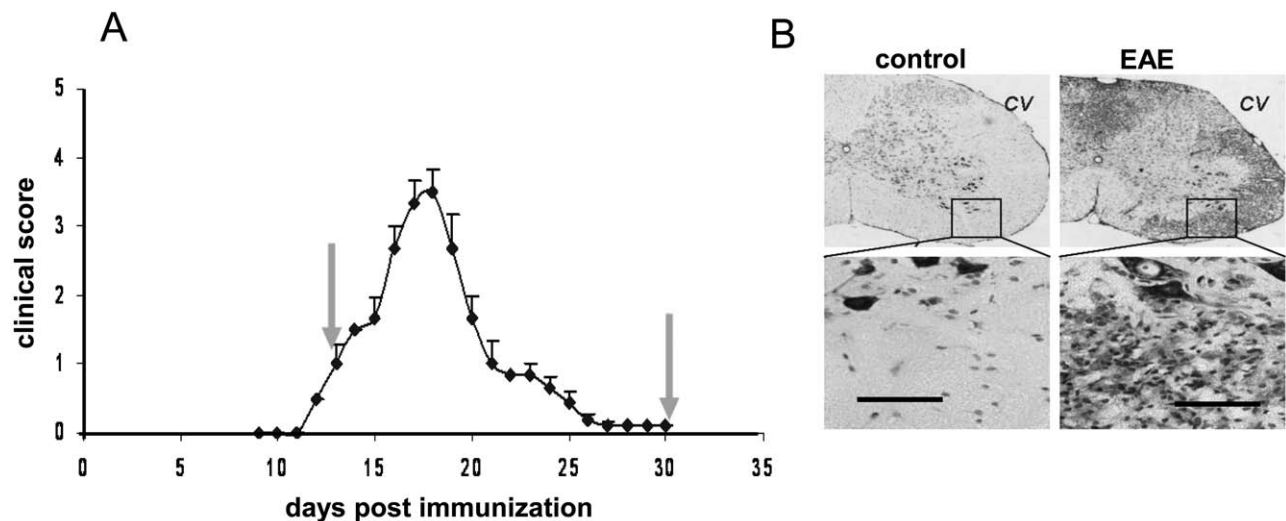 A
5
4
3
2
1
0
clinical score
0 5 10 15 20 25 30 35
days post immunization
B
control EAE
CV CV